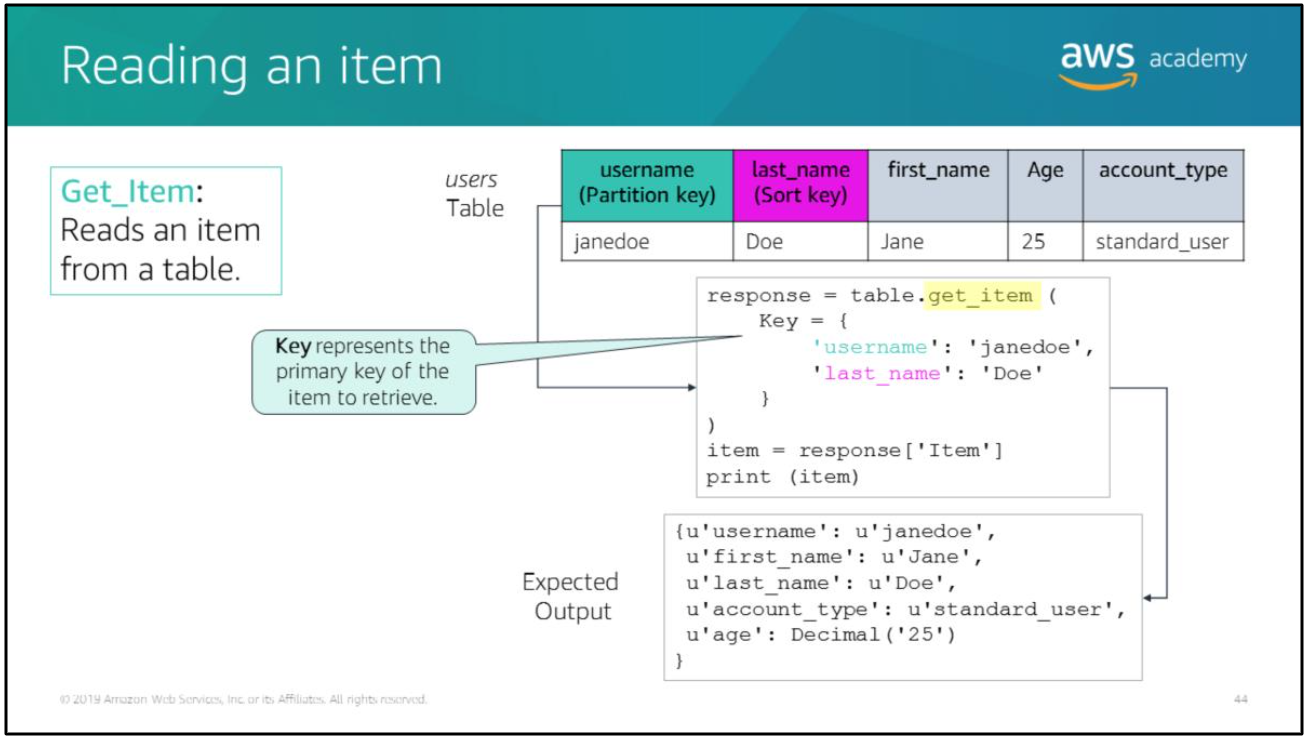 Reading an item
aws academy
Get_Item:
Reads an item
from a table.
users
Table
username
(Partition key)
last_name
(Sort key)
first_name
Age
account_type
janedoe
Doe
Jane
25
standard_user
response = table.get_item (
    Key = {
        'username': 'janedoe',
        'last_name': 'Doe'
    }
)
item = response['Item']
print (item)
Key represents the
primary key of the
item to retrieve.
Expected
Output
{u'username': u'janedoe',
 u'first_name': u'Jane',
 u'last_name': u'Doe',
 u'account_type': u'standard_user',
 u'age': Decimal('25')
}
© 2019 Amazon Web Services, Inc. or its Affiliates. All rights reserved.
44